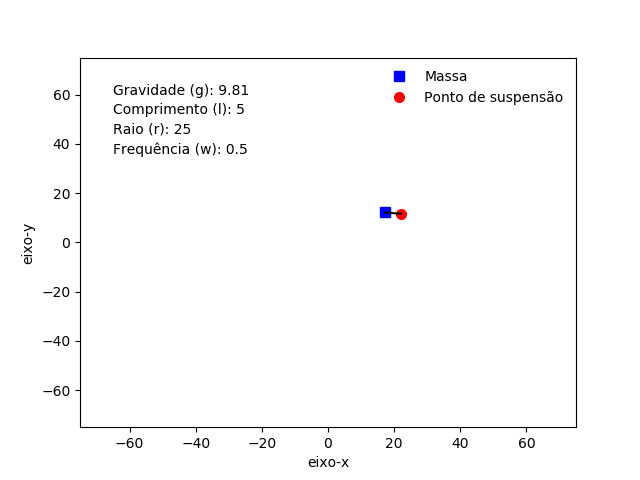 Gravidade (g): 9.81
Comprimento (l): 5
Raio (r): 25
Frequência (w): 0.5
Massa
Ponto de suspensão
60
40
20
0
−20
−40
−60
eixo-y
−60
−40
−20
0
20
40
60
eixo-x